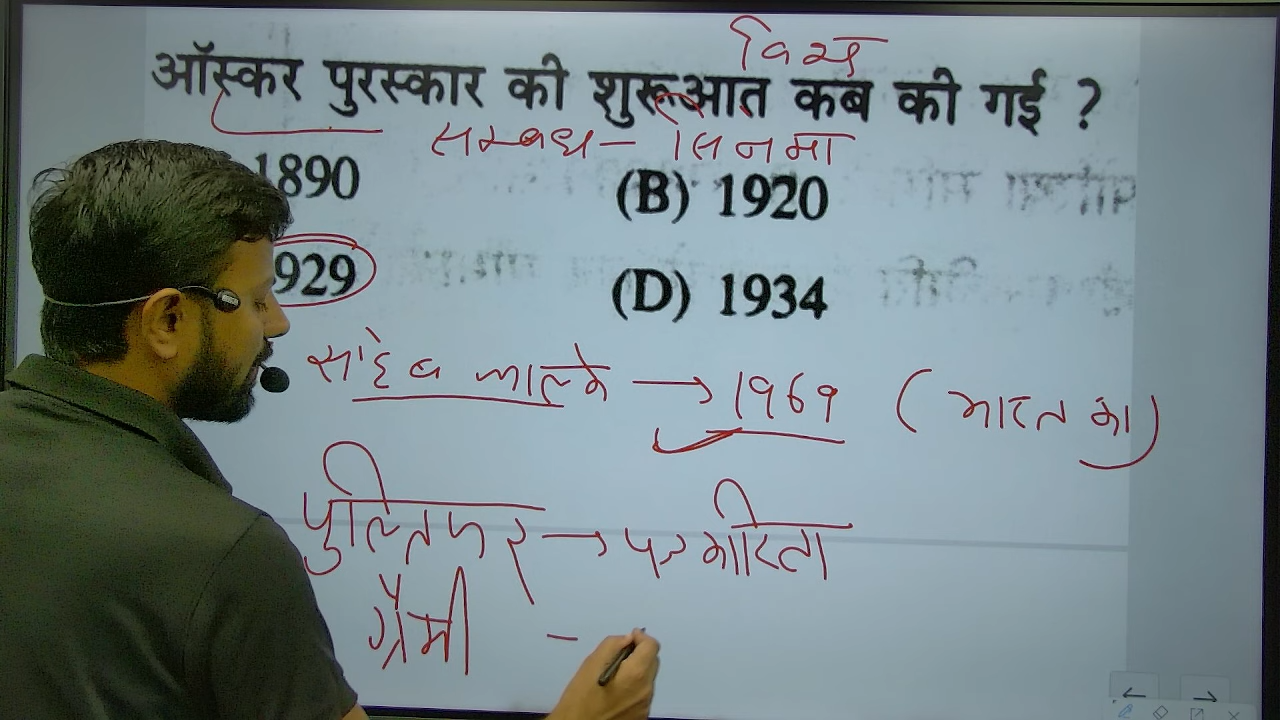 विश्व
ऑस्कर पुरस्कार की शुरूआत कब की गई ?
सम्बंध - सिनेमा
1890 (B) 1920
929 (D) 1934
साहेब फाल्के → 1969 (भारत का)
पुल्तिजर → पत्रकारिता
ग्रैमी -